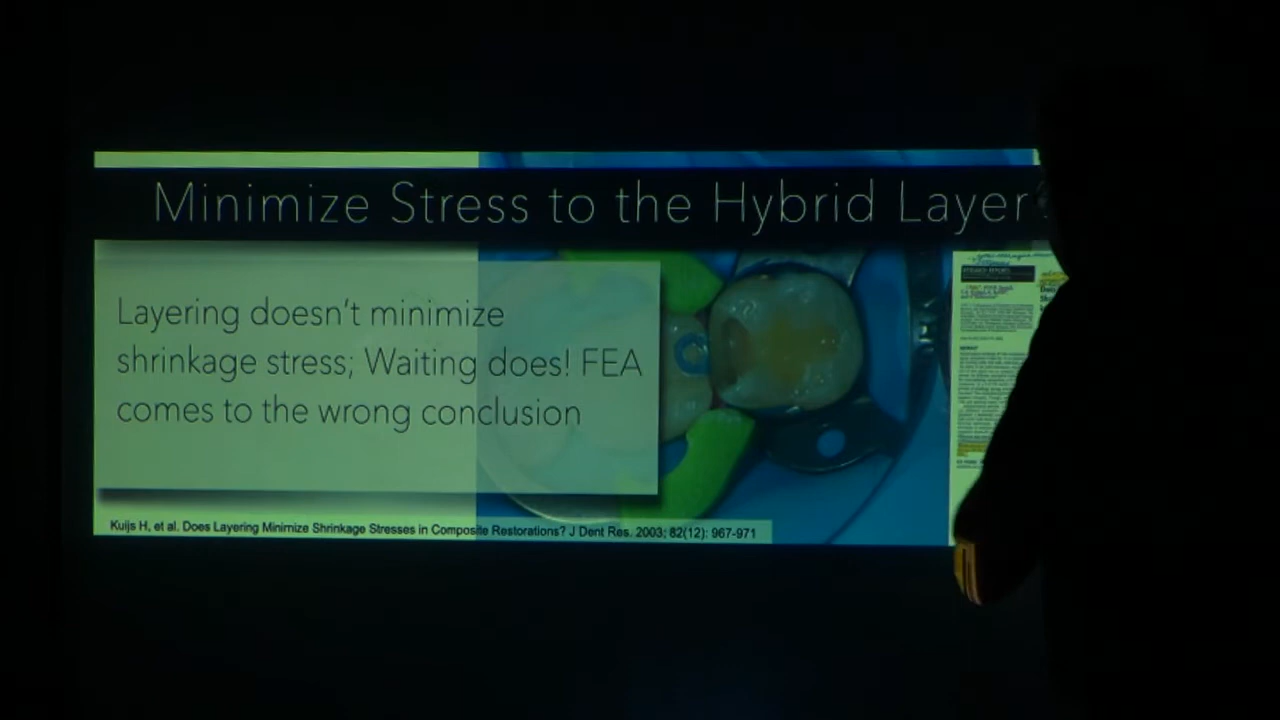 Minimize Stress to the Hybrid Layer
Layering doesn't minimize
shrinkage stress; Waiting does! FEA
comes to the wrong conclusion
Kuijs H, et al. Does Layering Minimize Shrinkage Stresses in Composite Restorations? J Dent Res. 2003; 82(12): 967-971